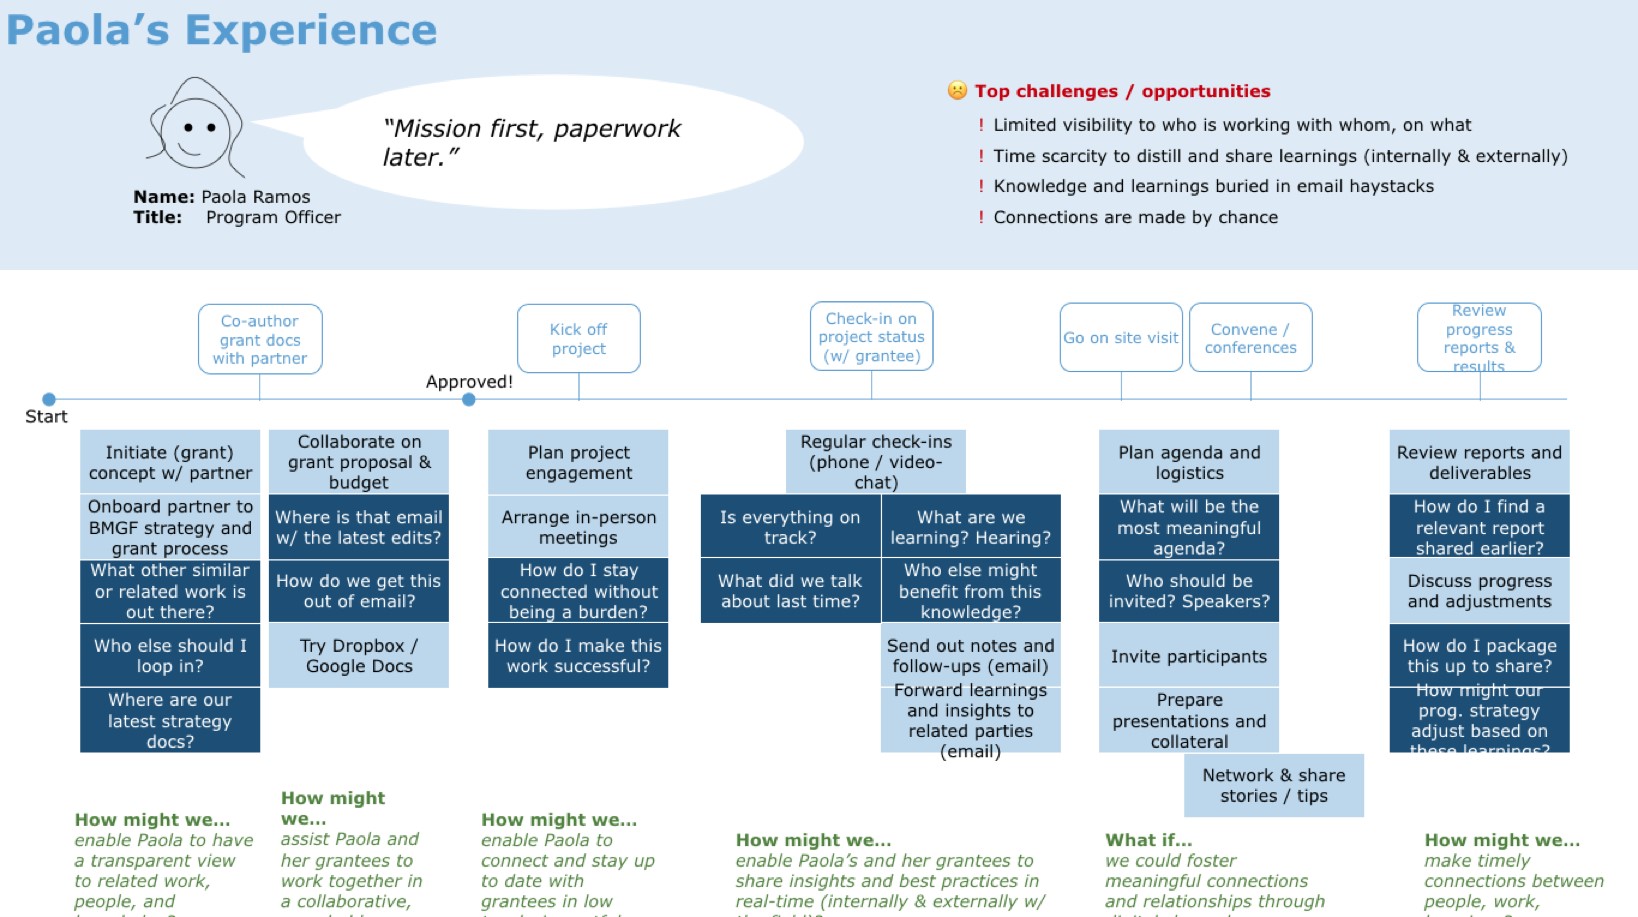 Paola’s Experience
“Mission first, paperwork
later.”
Name: Paola Ramos
Title: Program Officer
☹️ Top challenges / opportunities
! Limited visibility to who is working with whom, on what
! Time scarcity to distill and share learnings (internally & externally)
! Knowledge and learnings buried in email haystacks
! Connections are made by chance
Co-author
grant docs
with partner
Kick off
project
Check-in on
project status
(w/ grantee)
Go on site visit
Convene /
conferences
Review
progress
reports &
results
Approved!
Start
Initiate (grant)
concept w/ partner
Onboard partner to
BMGF strategy and
grant process
What other similar
or related work is
out there?
Who else should I
loop in?
Where are our
latest strategy
docs?
Collaborate on
grant proposal &
budget
Where is that email
w/ the latest edits?
How do we get this
out of email?
Try Dropbox /
Google Docs
Plan project
engagement
Arrange in-person
meetings
How do I stay
connected without
being a burden?
How do I make this
work successful?
Regular check-ins
(phone / video-
chat)
Is everything on
track?
What did we talk
about last time?
What are we
learning? Hearing?
Who else might
benefit from this
knowledge?
Send out notes and
follow-ups (email)
Forward learnings
and insights to
related parties
(email)
Plan agenda and
logistics
What will be the
most meaningful
agenda?
Who should be
invited? Speakers?
Invite participants
Prepare
presentations and
collateral
Network & share
stories / tips
Review reports and
deliverables
How do I find a
relevant report
shared earlier?
Discuss progress
and adjustments
How do I package
this up to share?
How might our
prog. strategy
adjust based on
these learnings?
How might we...
enable Paola to have
a transparent view
to related work,
people, and
How might
we...
assist Paola and
her grantees to
work together in
a collaborative,
How might we...
enable Paola to
connect and stay up
to date with
grantees in low
How might we...
enable Paola’s and her grantees to
share insights and best practices in
real-time (internally & externally w/
What if...
we could foster
meaningful connections
and relationships through
How might we...
make timely
connections between
people, work,